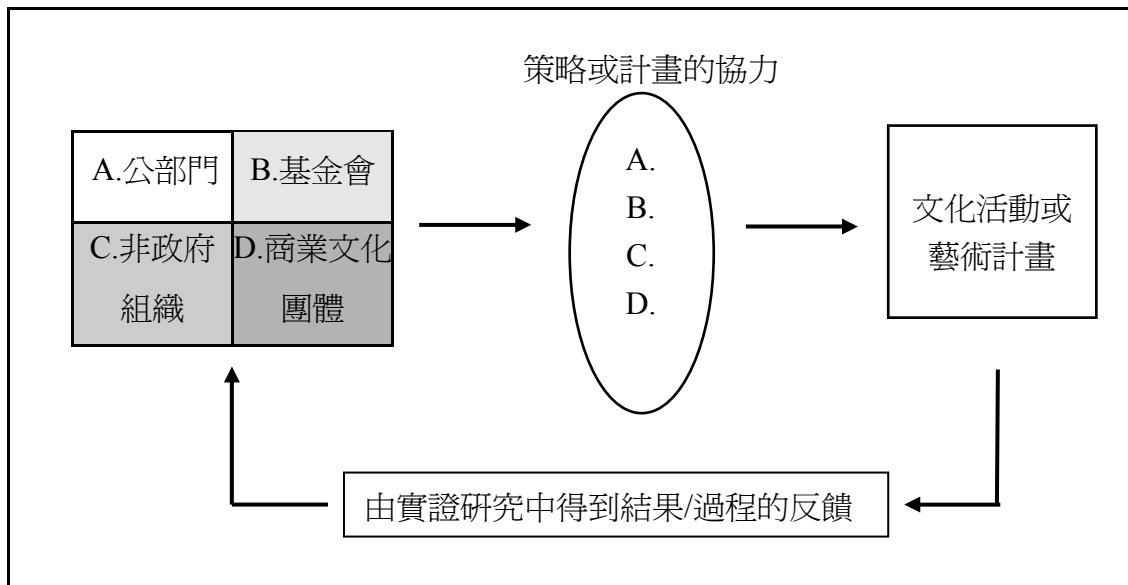 策略或計畫的協力
A.公部門
B.基金會
C.非政府
組織
D.商業文化
團體
A.
B.
C.
D.
文化活動或
藝術計畫
由實證研究中得到結果/過程的反饋